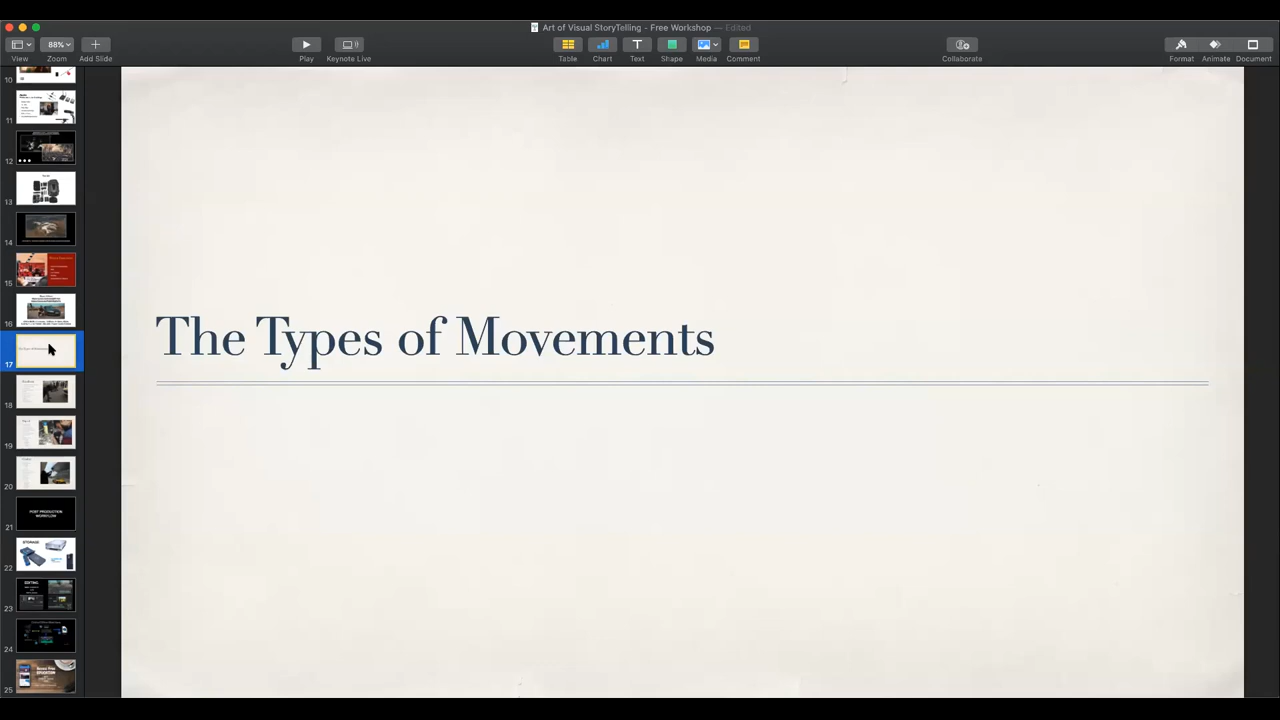 Art of Visual StoryTelling - Free Workshop — Edited
88%
View
Zoom
Add Slide
Play
Keynote Live
Table
Chart
Text
Shape
Media
Comment
Collaborate
Format
Animate
Document
10
11
12
13
14
15
16
17
18
19
20
21
22
23
24
25
POST PRODUCTION
WORKFLOW
STORAGE
EDITING
The Types of Movements